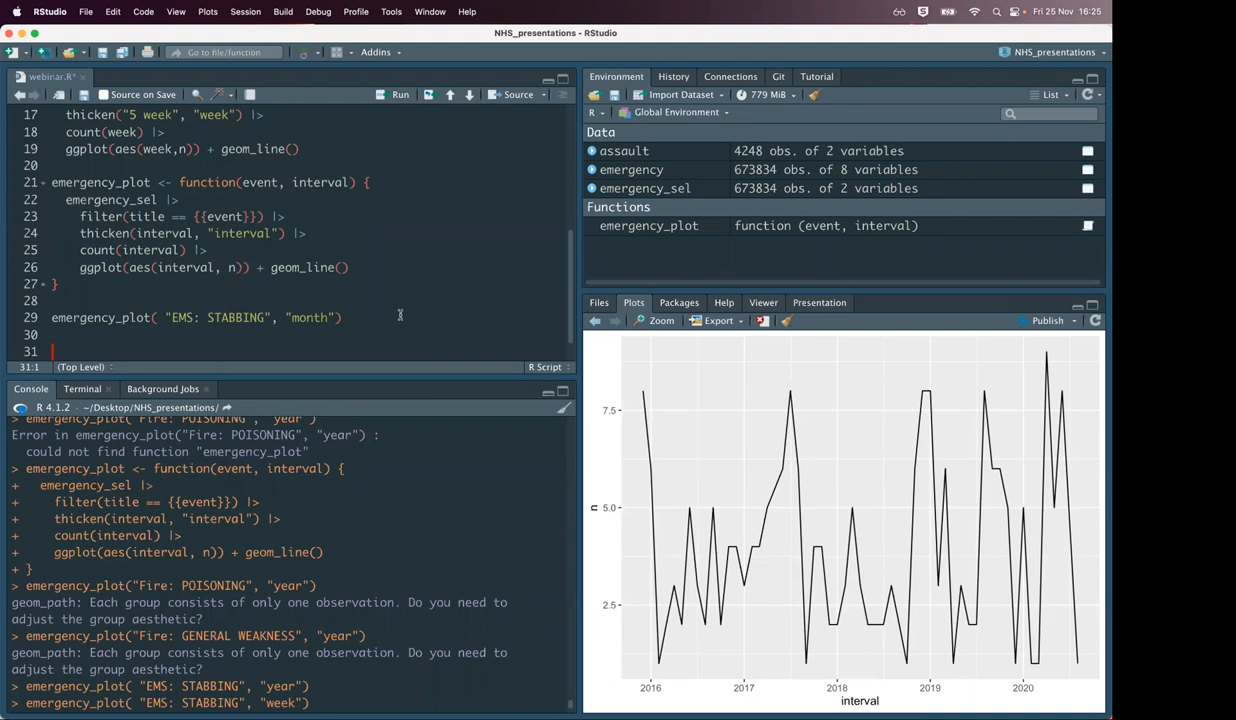 RStudio File Edit Code View Plots Session Build Debug Profile Tools Window Help Fri 25 Nov 16:25
NHS_presentations - RStudio
Go to file/function Addins NHS_presentations
webinar.R*
Source on Save Run Source
17 thicken("5 week", "week") |>
18 count(week) |>
19 ggplot(aes(week,n)) + geom_line()
20
21 emergency_plot <- function(event, interval) {
22 emergency_sel |>
23 filter(title == {{event}}) |>
24 thicken(interval, "interval") |>
25 count(interval) |>
26 ggplot(aes(interval, n)) + geom_line()
27 }
28
29 emergency_plot( "EMS: STABBING", "month")
30
31
31:1 (Top Level) R Script
Console Terminal Background Jobs
R 4.1.2 · ~/Desktop/NHS_presentations/
> emergency_plot("Fire: POISONING", "year")
Error in emergency_plot("Fire: POISONING", "year") :
could not find function "emergency_plot"
> emergency_plot <- function(event, interval) {
+ emergency_sel |>
+ filter(title == {{event}}) |>
+ thicken(interval, "interval") |>
+ count(interval) |>
+ ggplot(aes(interval, n)) + geom_line()
+ }
> emergency_plot("Fire: POISONING", "year")
geom_path: Each group consists of only one observation. Do you need to
adjust the group aesthetic?
> emergency_plot("Fire: GENERAL WEAKNESS", "year")
geom_path: Each group consists of only one observation. Do you need to
adjust the group aesthetic?
> emergency_plot( "EMS: STABBING", "year")
> emergency_plot( "EMS: STABBING", "week")
Environment History Connections Git Tutorial
Import Dataset 779 MiB List
R Global Environment
Data
assault 4248 obs. of 2 variables
emergency 673834 obs. of 8 variables
emergency_sel 673834 obs. of 2 variables
Functions
emergency_plot function (event, interval)
Files Plots Packages Help Viewer Presentation
Zoom Export Publish
7.5
5.0
2.5
n
2016 2017 2018 2019 2020
interval